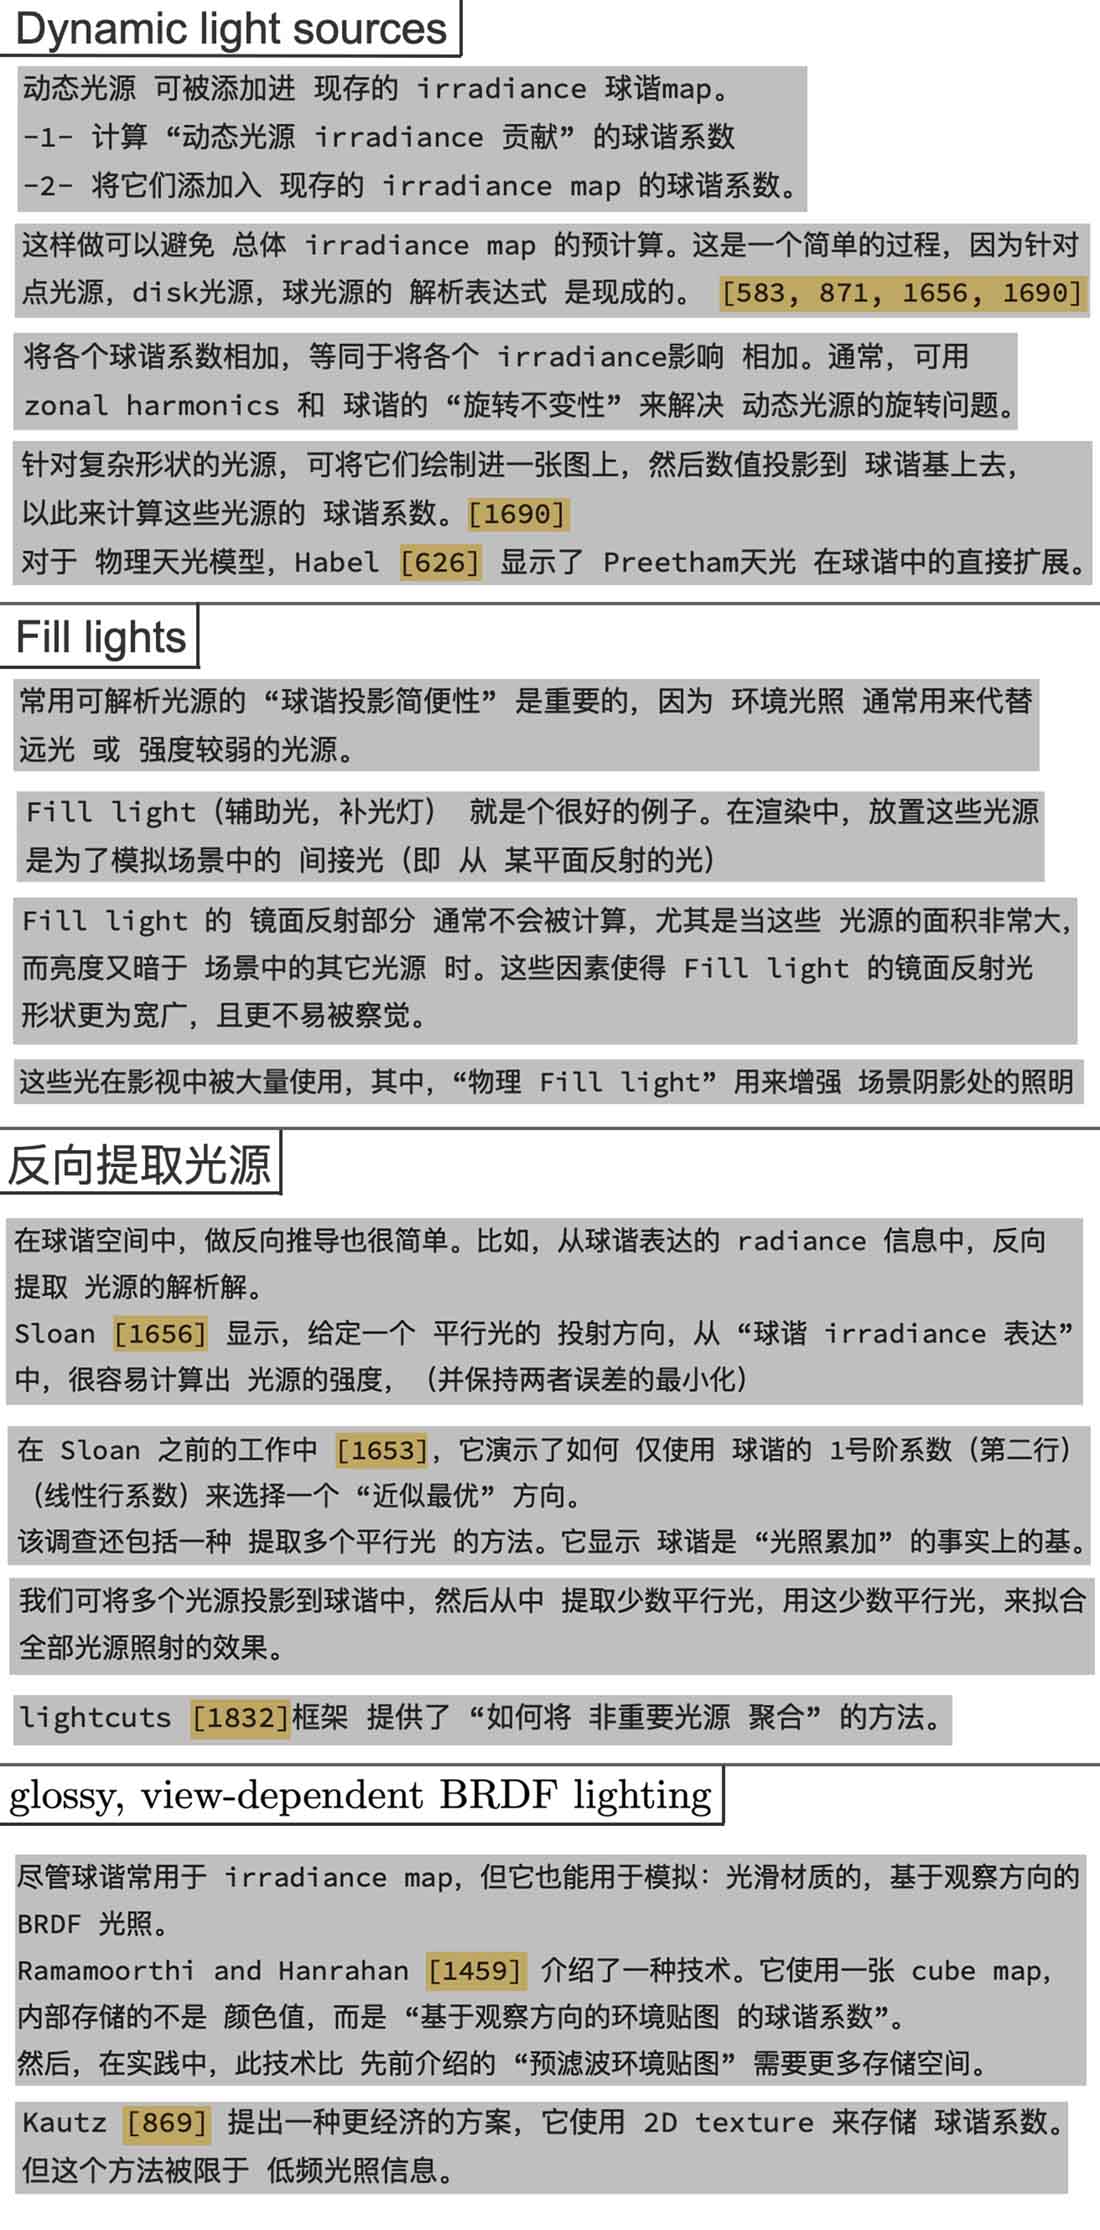 Dynamic light sources
动态光源 可被添加进 现存的 irradiance 球谐map。
-1- 计算 “动态光源 irradiance 贡献” 的球谐系数
-2- 将它们添加入 现存的 irradiance map 的球谐系数。
这样做可以避免 总体 irradiance map 的预计算。这是一个简单的过程，因为针对
点光源，disk光源，球光源的 解析表达式 是现成的。 [583, 871, 1656, 1690]
将各个球谐系数相加，等同于将各个 irradiance影响 相加。通常，可用
zonal harmonics 和 球谐的 “旋转不变性” 来解决 动态光源的旋转问题。
针对复杂形状的光源，可将它们绘制进一张图上，然后数值投影到 球谐基上去，
以此来计算这些光源的 球谐系数。[1690]
对于 物理天光模型，Habel [626] 显示了 Preetham天光 在球谐中的直接扩展。
Fill lights
常用可解析光源的 “球谐投影简便性” 是重要的，因为 环境光照 通常用来代替
远光 或 强度较弱的光源。
Fill light（辅助光，补光灯） 就是个很好的例子。在渲染中，放置这些光源
是为了模拟场景中的 间接光（即 从 某平面反射的光）
Fill light 的 镜面反射部分 通常不会被计算，尤其是当这些 光源的面积非常大，
而亮度又暗于 场景中的其它光源 时。这些因素使得 Fill light 的镜面反射光
形状更为宽广，且更不易被察觉。
这些光在影视中被大量使用，其中，“物理 Fill light” 用来增强 场景阴影处的照明
反向提取光源
在球谐空间中，做反向推导也很简单。比如，从球谐表达的 radiance 信息中，反向
提取 光源的解析解。
Sloan [1656] 显示，给定一个 平行光的 投射方向，从 “球谐 irradiance 表达”
中，很容易计算出 光源的强度，（并保持两者误差的最小化）
在 Sloan 之前的工作中 [1653]，它演示了如何 仅使用 球谐的 1号阶系数（第二行）
（线性行系数）来选择一个 “近似最优” 方向。
该调查还包括一种 提取多个平行光 的方法。它显示 球谐是 “光照累加” 的事实上的基。
我们可将多个光源投影到球谐中，然后从中 提取少数平行光，用这少数平行光，来拟合
全部光源照射的效果。
lightcuts [1832]框架 提供了 “如何将 非重要光源 聚合” 的方法。
glossy, view-dependent BRDF lighting
尽管球谐常用于 irradiance map，但它也能用于模拟：光滑材质的，基于观察方向的
BRDF 光照。
Ramamoorthi and Hanrahan [1459] 介绍了一种技术。它使用一张 cube map，
内部存储的不是 颜色值，而是 “基于观察方向的环境贴图 的球谐系数”。
然后，在实践中，此技术比 先前介绍的 “预滤波环境贴图” 需要更多存储空间。
Kautz [869] 提出一种更经济的方案，它使用 2D texture 来存储 球谐系数。
但这个方法被限于 低频光照信息。